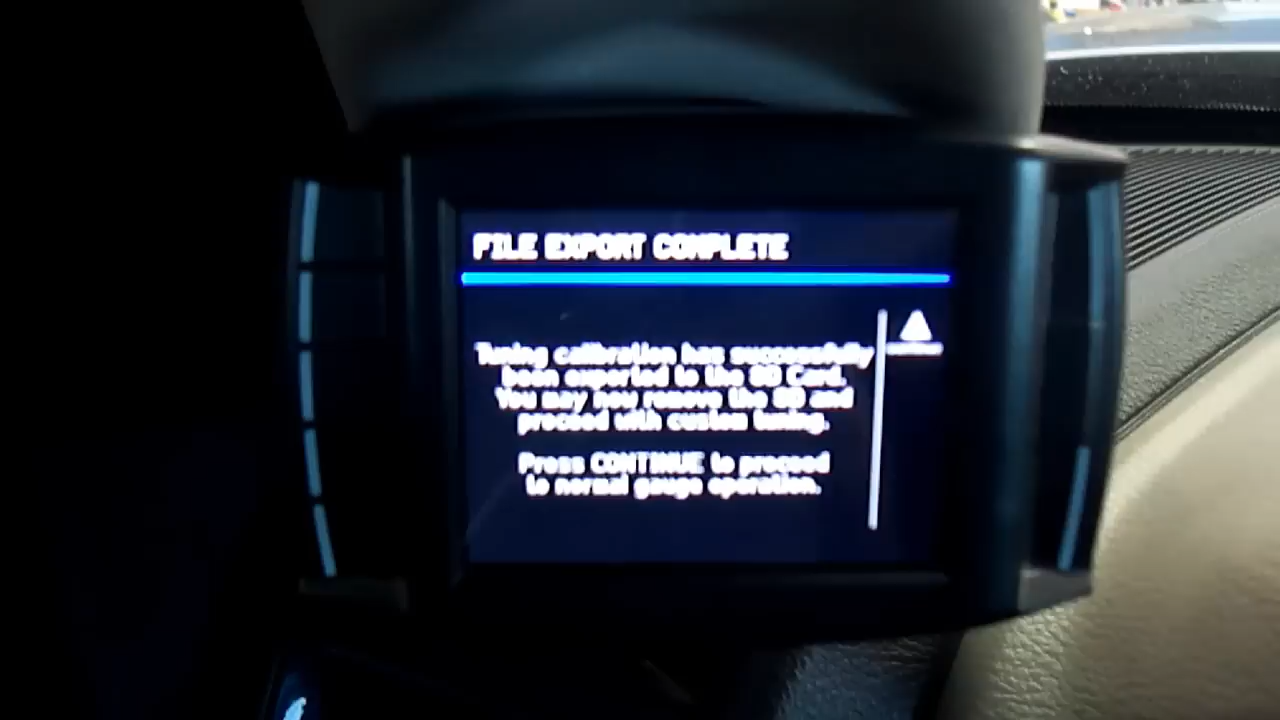 FILE EXPORT COMPLETE
Tuning calibration has successfully
been exported to the SD Card.
You may now remove the SD and
proceed with custom tuning.
Press CONTINUE to proceed
to normal gauge operation.